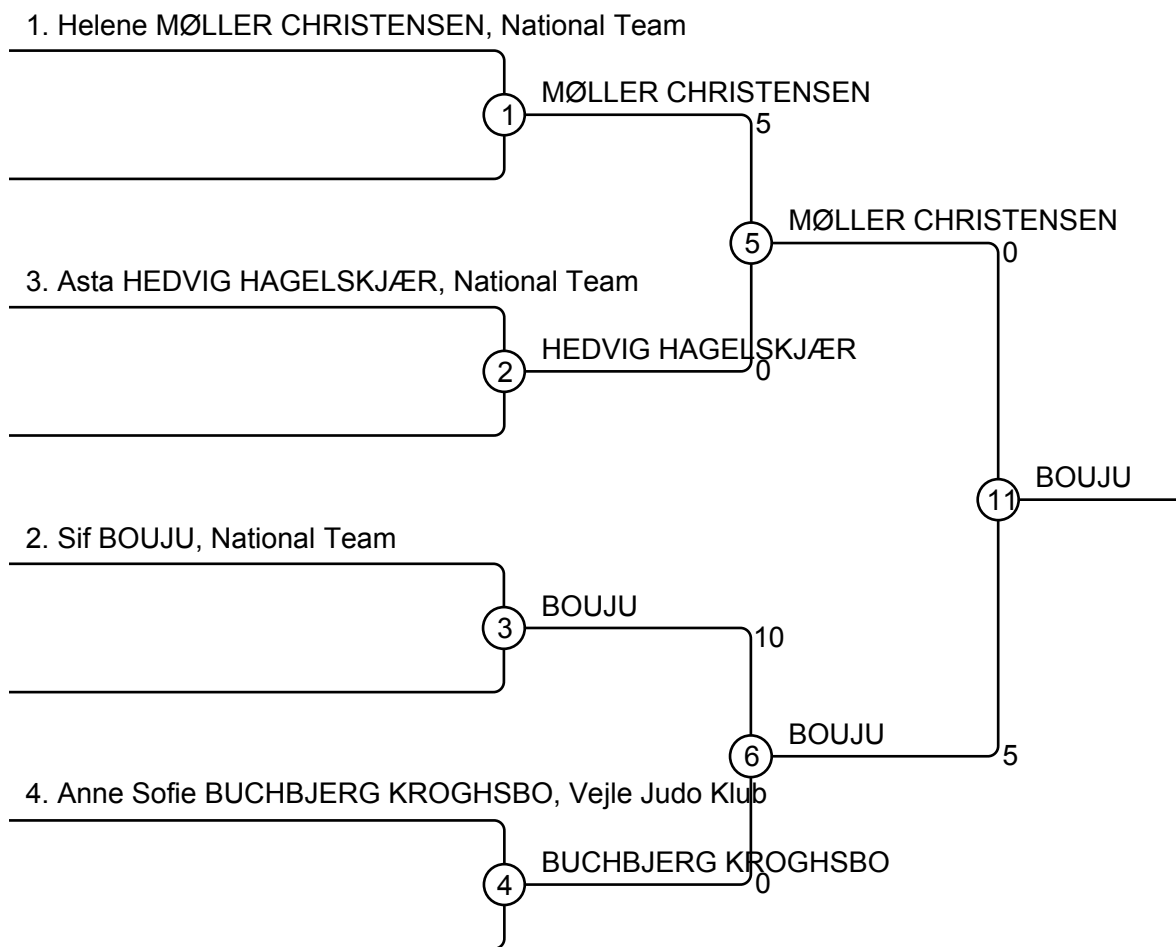 1. Helene MØLLER CHRISTENSEN, National Team
1
MØLLER CHRISTENSEN
5
5
MØLLER CHRISTENSEN
0
3. Asta HEDVIG HAGELSKJÆR, National Team
2
HEDVIG HAGELSKJÆR
0
11
BOUJU
2. Sif BOUJU, National Team
3
BOUJU
10
6
BOUJU
5
4. Anne Sofie BUCHBJERG KROGHSBO, Vejle Judo Klub
4
BUCHBJERG KROGHSBO
0